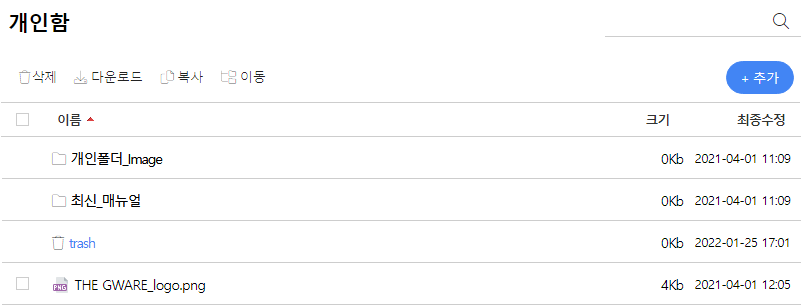 개인함
삭제 다운로드 복사 이동 + 추가
이름 크기 최종수정
개인폴더_Image 0Kb 2021-04-01 11:09
최신_매뉴얼 0Kb 2021-04-01 11:09
trash 0Kb 2022-01-25 17:01
PNG THE GWARE_logo.png 4Kb 2021-04-01 12:05